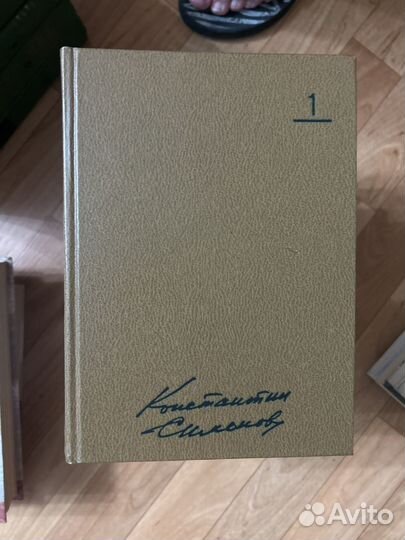 1
Константин
Симонов
Avito